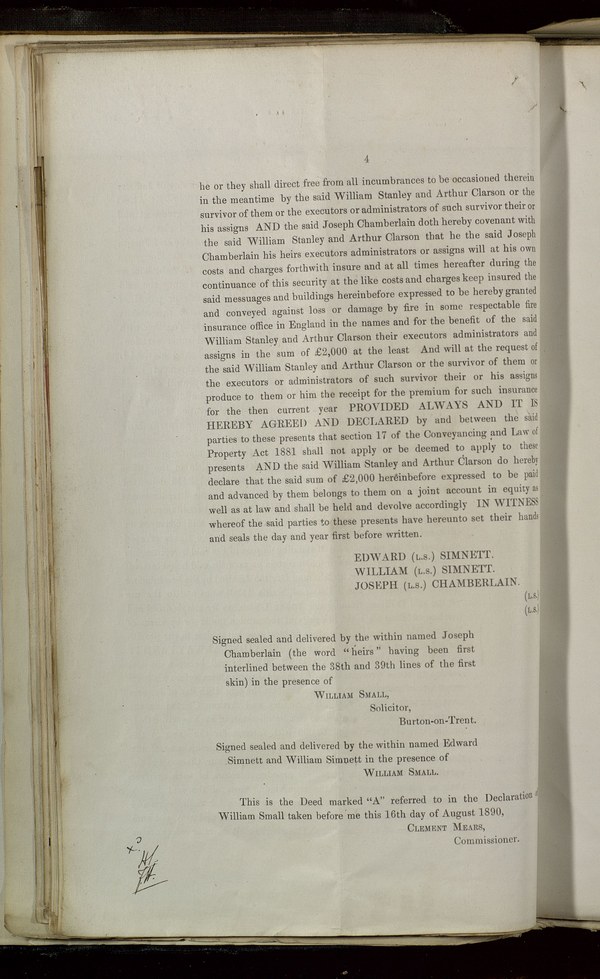 4
he or they shall direct free from all incumbrances to be occasioned therein
in the meantime by the said William Stanley and Arthur Clarson or the
survivor of them or the executors or administrators of such survivor their or
his assigns AND the said Joseph Chamberlain doth hereby covenant with
the said William Stanley and Arthur Clarson that he the said Joseph
Chamberlain his heirs executors administrators or assigns will at his own
costs and charges forthwith insure and at all times hereafter during the
continuance of this security at the like costs and charges keep insured the
said messuages and buildings hereinbefore expressed to be hereby granted
and conveyed against loss or damage by fire in some respectable fire
insurance office in England in the names and for the benefit of the said
William Stanley and Arthur Clarson their executors administrators and
assigns in the sum of £2,000 at the least And will at the request of
the said William Stanley and Arthur Clarson or the survivor of them or
the executors or administrators of such survivor their or his assigns
produce to them or him the receipt for the premium for such insurance
for the then current year PROVIDED ALWAYS AND IT IS
HEREBY AGREED AND DECLARED by and between the said
parties to these presents that section 17 of the Conveyancing and Law of
Property Act 1881 shall not apply or be deemed to apply to these
presents AND the said William Stanley and Arthur Clarson do hereby
declare that the said sum of £2,000 hereinbefore expressed to be paid
and advanced by them belongs to them on a joint account in equity as
well as at law and shall be held and devolve accordingly IN WITNESS
whereof the said parties to these presents have hereunto set their hands
and seals the day and year first before written.
EDWARD (L.S.) SIMNETT.
WILLIAM (L.S.) SIMNETT.
JOSEPH (L.S.) CHAMBERLAIN.
(L.S.)
(L.S.)
Signed sealed and delivered by the within named Joseph
Chamberlain (the word "heirs" having been first
interlined between the 38th and 39th lines of the first
skin) in the presence of
WILLIAM SMALL,
Solicitor,
Burton-on-Trent.
Signed sealed and delivered by the within named Edward
Simnett and William Simnett in the presence of
WILLIAM SMALL.
This is the Deed marked "A" referred to in the Declaration
William Small taken before me this 16th day of August 1890,
CLEMENT MEARS,
Commissioner.